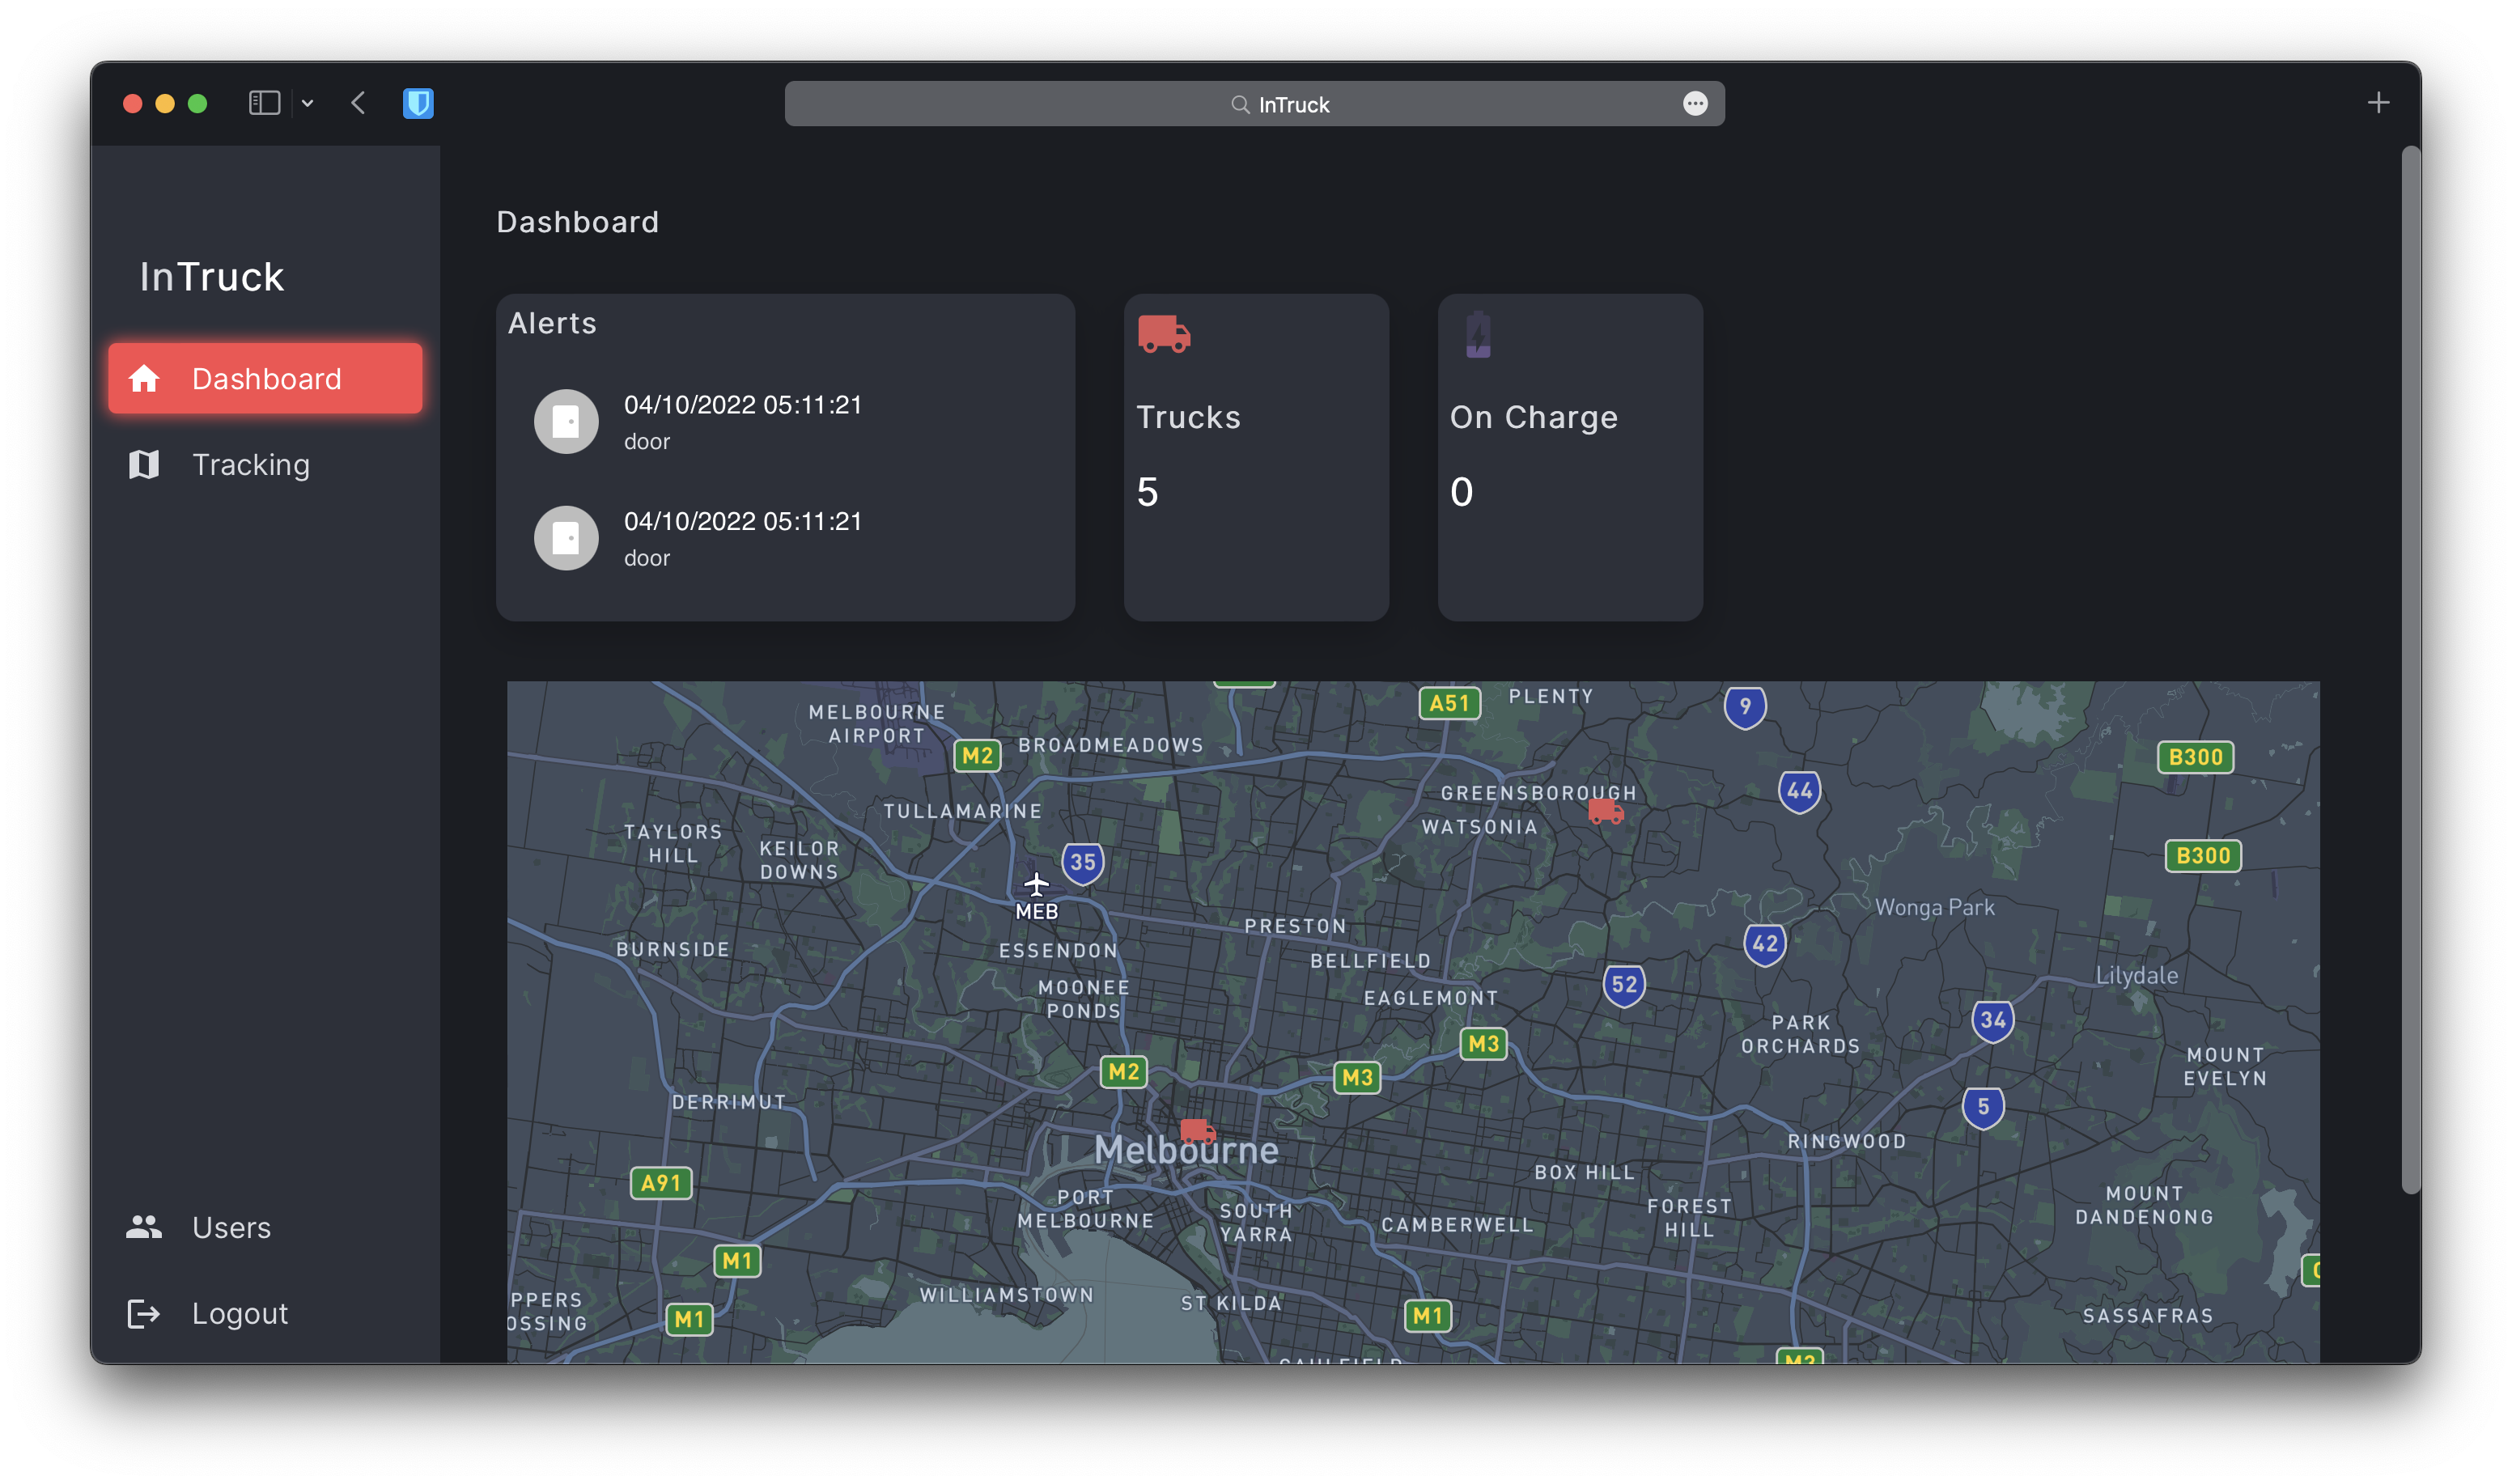 InTruck
InTruck
Dashboard
Tracking
Users
Logout
Dashboard
Alerts
04/10/2022 05:11:21
door
04/10/2022 05:11:21
door
Trucks
5
On Charge
0
A51
PLENTY
9
MELBOURNE
AIRPORT
M2
BROADMEADOWS
B300
44
GREENSBOROUGH
TULLAMARINE
WATSONIA
TAYLORS
HILL
KEILOR
DOWNS
35
B300
MEB
Wonga Park
PRESTON
BURNSIDE
ESSENDON
42
BELLFIELD
Lilydale
52
MOONEE
PONDS
EAGLEMONT
34
PARK
ORCHARDS
M3
MOUNT
EVELYN
M2
M3
DERRIMUT
5
Melbourne
RINGWOOD
BOX HILL
A91
PORT
MELBOURNE
SOUTH
YARRA
CAMBERWELL
FOREST
HILL
MOUNT
DANDENONG
M1
C
WILLIAMSTOWN
ST KILDA
PPERS
OSSING
M1
M1
SASSAFRAS
CAULFIELD
M3